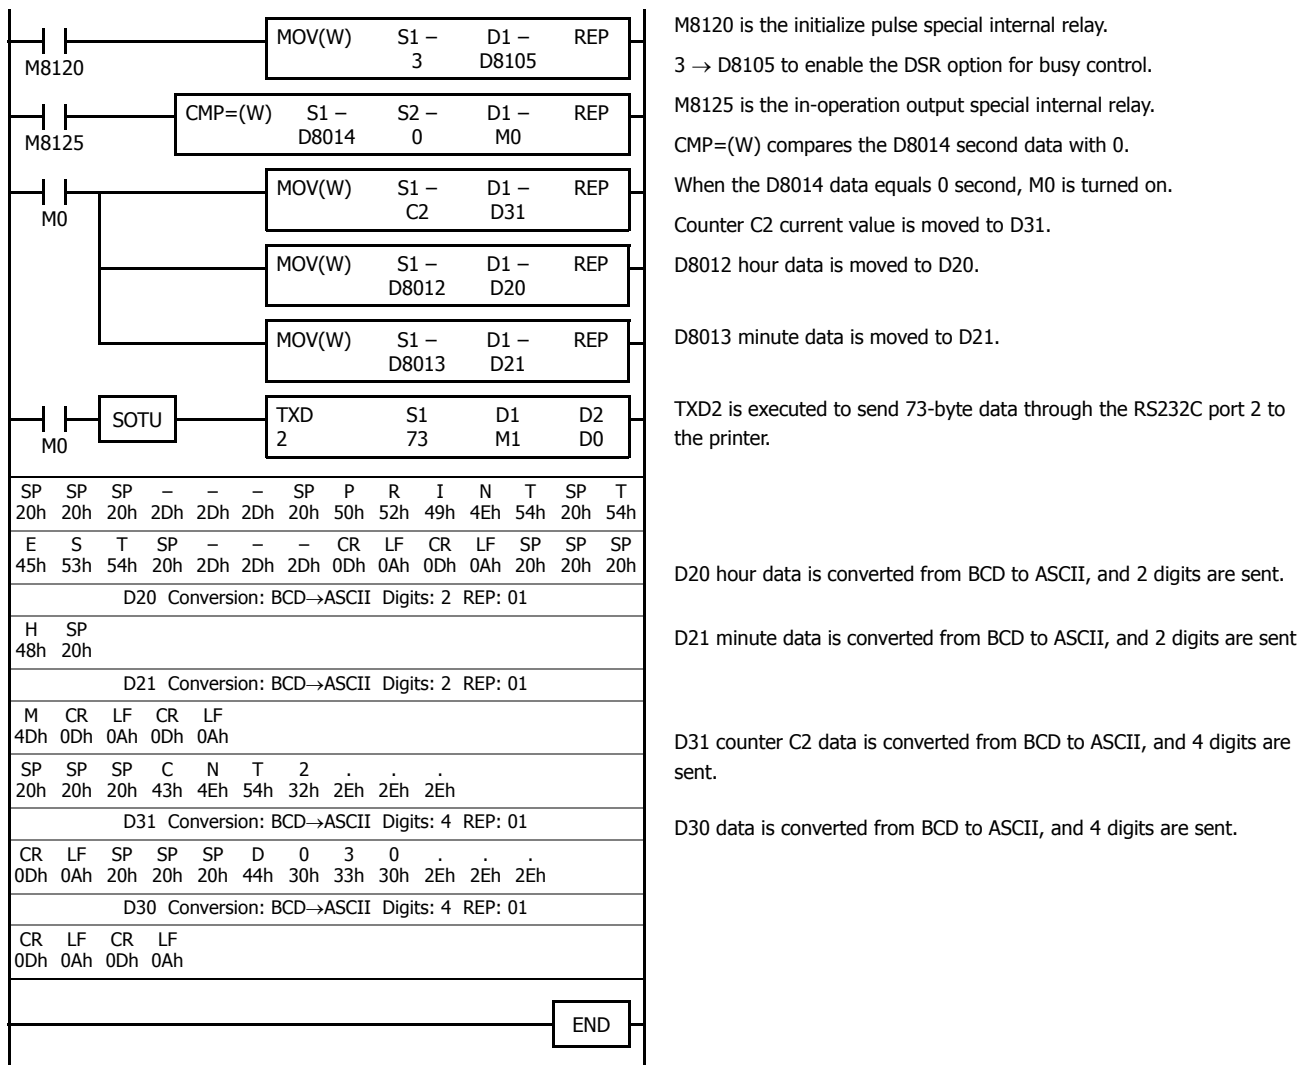 MOV(W) S1 – D1 – REP
3 D8105
M8120
M8120 is the initialize pulse special internal relay.
3 → D8105 to enable the DSR option for busy control.
CMP=(W) S1 – S2 – D1 – REP
D8014 0 M0
M8125
M8125 is the in-operation output special internal relay.
CMP=(W) compares the D8014 second data with 0.
MOV(W) S1 – D1 – REP
C2 D31
M0
When the D8014 data equals 0 second, M0 is turned on.
Counter C2 current value is moved to D31.
MOV(W) S1 – D1 – REP
D8012 D20
D8012 hour data is moved to D20.
MOV(W) S1 – D1 – REP
D8013 D21
D8013 minute data is moved to D21.
SOTU
TXD S1 D1 D2
2 73 M1 D0
M0
TXD2 is executed to send 73-byte data through the RS232C port 2 to
the printer.
SP SP SP – – – SP P R I N T SP T
20h 20h 20h 2Dh 2Dh 2Dh 20h 50h 52h 49h 4Eh 54h 20h 54h
E S T SP – – – CR LF CR LF SP SP SP
45h 53h 54h 20h 2Dh 2Dh 2Dh 0Dh 0Ah 0Dh 0Ah 20h 20h 20h
D20 Conversion: BCD→ASCII Digits: 2 REP: 01
D20 hour data is converted from BCD to ASCII, and 2 digits are sent.
H SP
48h 20h
D21 minute data is converted from BCD to ASCII, and 2 digits are sent
D21 Conversion: BCD→ASCII Digits: 2 REP: 01
M CR LF CR LF
4Dh 0Dh 0Ah 0Dh 0Ah
SP SP SP C N T 2 . . .
20h 20h 20h 43h 4Eh 54h 32h 2Eh 2Eh 2Eh
D31 counter C2 data is converted from BCD to ASCII, and 4 digits are
sent.
D31 Conversion: BCD→ASCII Digits: 4 REP: 01
D30 data is converted from BCD to ASCII, and 4 digits are sent.
CR LF SP SP SP D 0 3 0 . . .
0Dh 0Ah 20h 20h 20h 44h 30h 33h 30h 2Eh 2Eh 2Eh
D30 Conversion: BCD→ASCII Digits: 4 REP: 01
CR LF CR LF
0Dh 0Ah 0Dh 0Ah
END